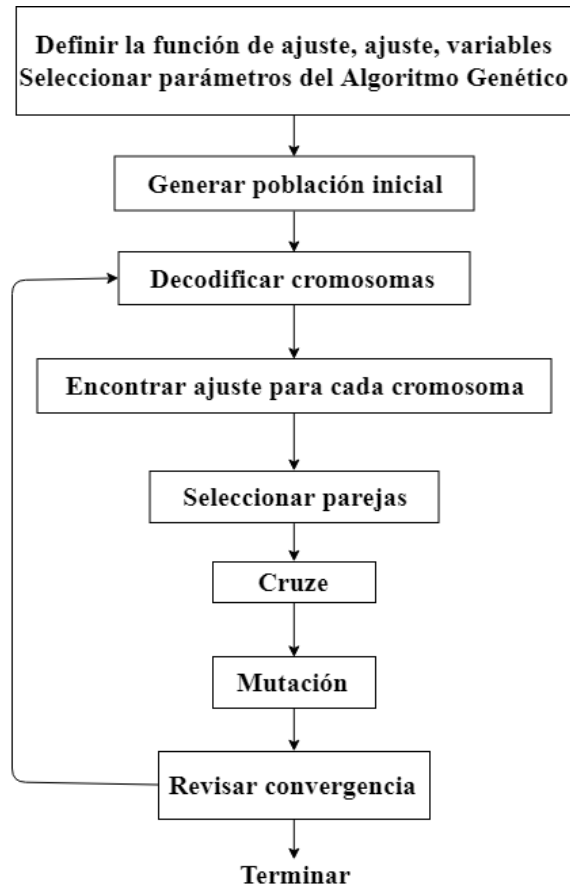 Definir la función de ajuste, ajuste, variables
Seleccionar parámetros del Algoritmo Genético
Generar población inicial
Decodificar cromosomas
Encontrar ajuste para cada cromosoma
Seleccionar parejas
Cruze
Mutación
Revisar convergencia
Terminar